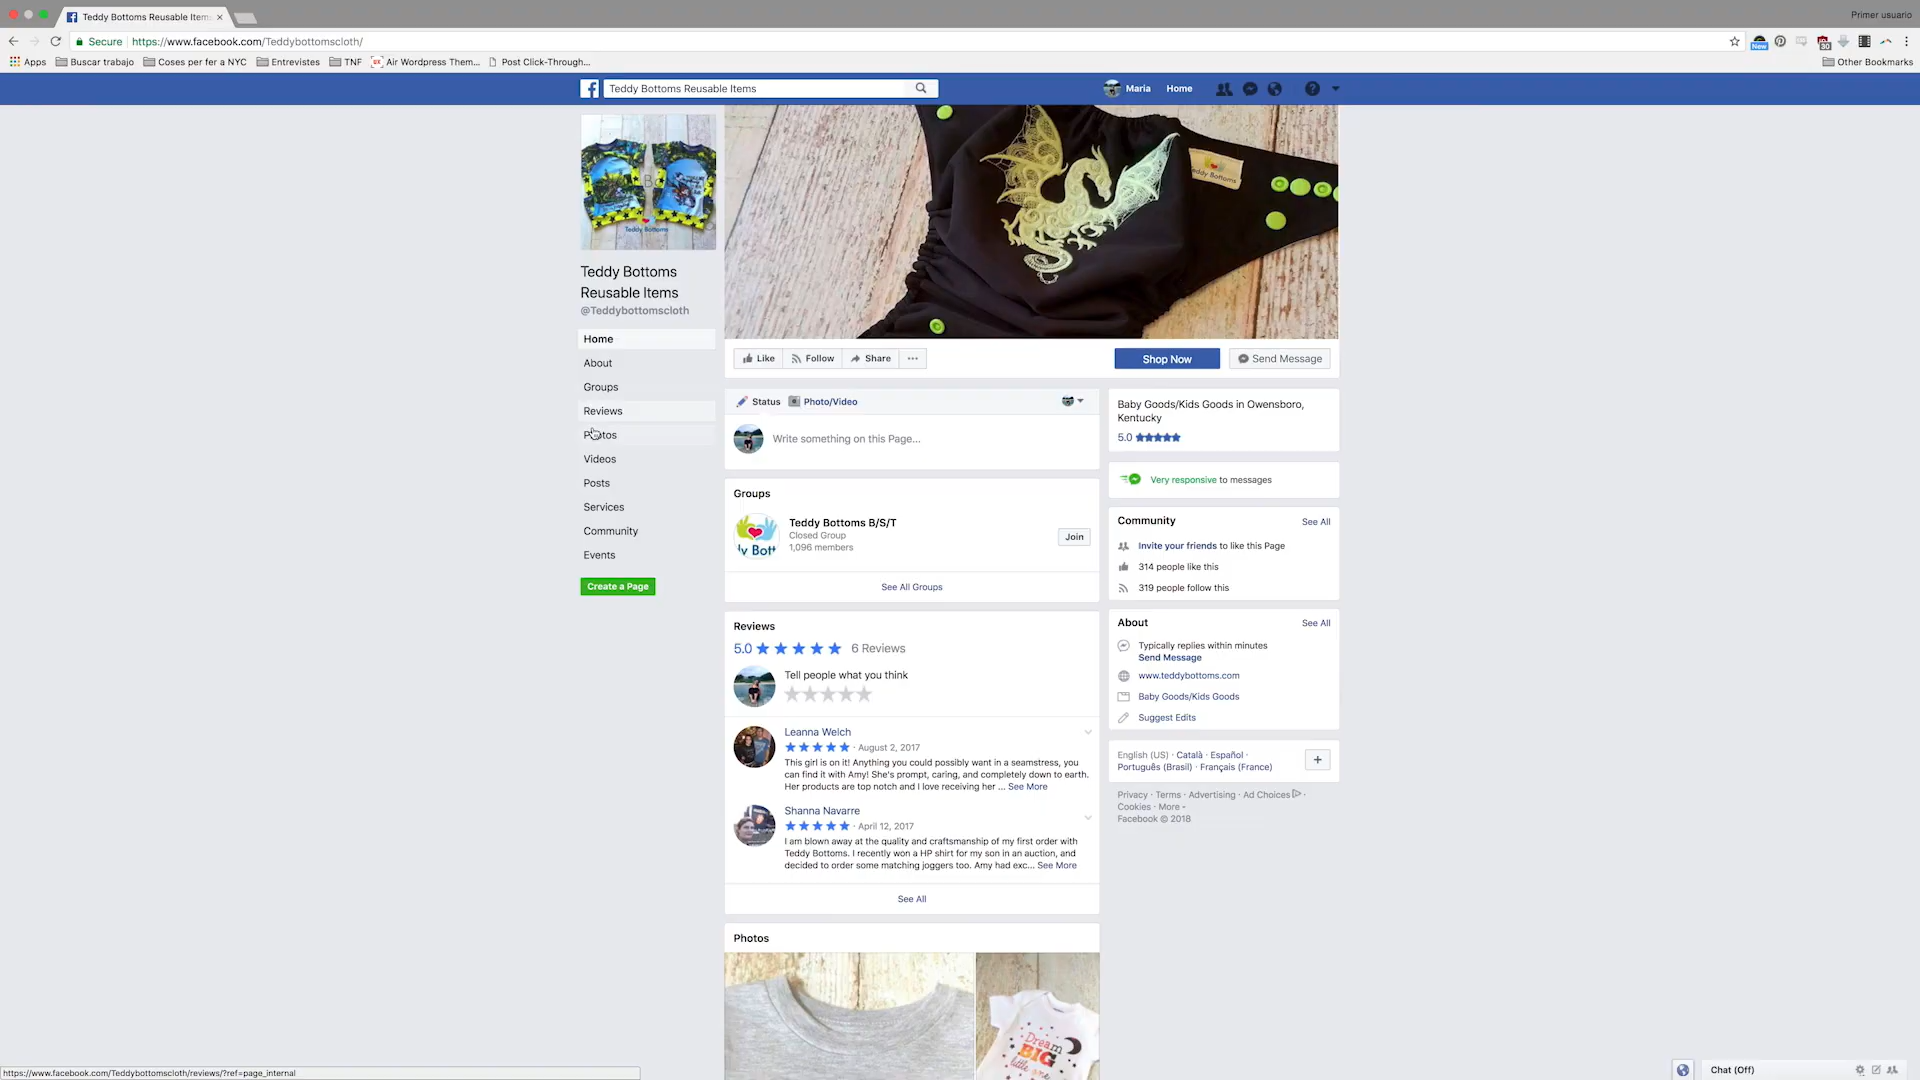 Teddy Bottoms Reusable Items
Primer usuario
Secure https://www.facebook.com/Teddybottomscloth/
New
30
Apps Buscar trabajo Coses per fer a NYC Entrevistes TNF Air Wordpress Them... Post Click-Through... Other Bookmarks
Teddy Bottoms Reusable Items
Maria Home
Teddy Bottoms
Teddy Bottoms
Reusable Items
@Teddybottomscloth
Home
About
Groups
Reviews
Photos
Videos
Posts
Services
Community
Events
Create a Page
Like Follow Share
Shop Now Send Message
Status Photo/Video
Write something on this Page...
Groups
Teddy Bottoms B/S/T
Closed Group
1,096 members
Join
See All Groups
Reviews
5.0 6 Reviews
Tell people what you think
Leanna Welch
August 2, 2017
This girl is on it! Anything you could possibly want in a seamstress, you
can find it with Amy! She's prompt, caring, and completely down to earth.
Her products are top notch and I love receiving her ... See More
Shanna Navarre
April 12, 2017
I am blown away at the quality and craftsmanship of my first order with
Teddy Bottoms. I recently won a HP shirt for my son in an auction, and
decided to order some matching joggers too. Amy had exc... See More
See All
Photos
Dream
BIG
little one
Baby Goods/Kids Goods in Owensboro,
Kentucky
5.0
Very responsive to messages
Community See All
Invite your friends to like this Page
314 people like this
319 people follow this
About See All
Typically replies within minutes
Send Message
www.teddybottoms.com
Baby Goods/Kids Goods
Suggest Edits
English (US) · Català · Español ·
Português (Brasil) · Français (France)
Privacy · Terms · Advertising · Ad Choices ·
Cookies · More
Facebook © 2018
https://www.facebook.com/Teddybottomscloth/reviews/?ref=page_internal
Chat (Off)